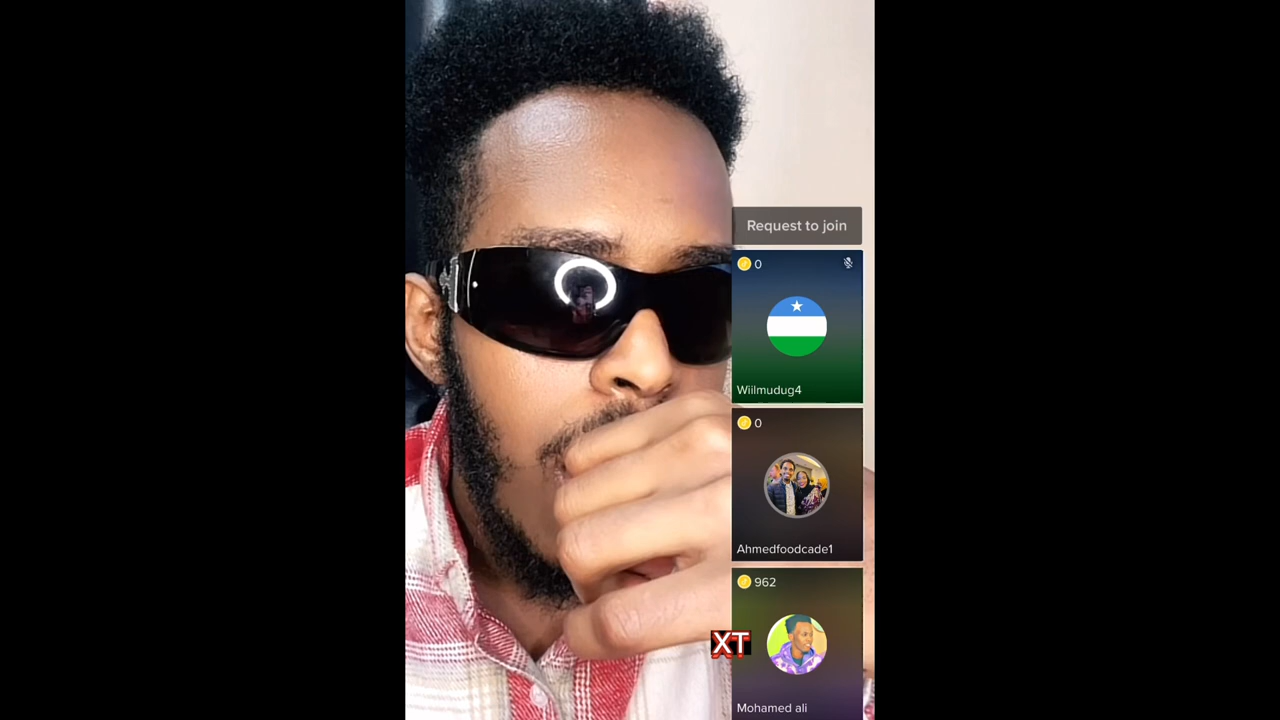 Request to join
0
Wiilmudug4
0
Ahmedfoodcade1
962
XT
Mohamed ali